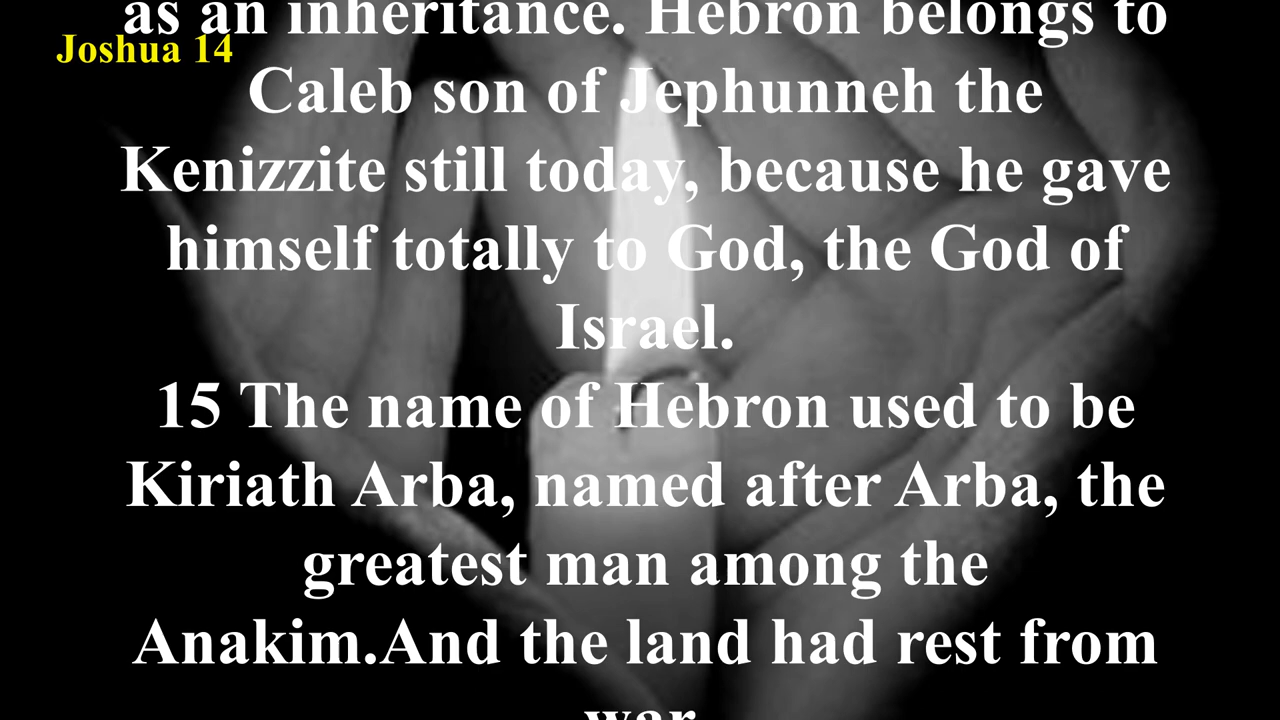 as an inheritance. Hebron belongs to
Joshua 14
Caleb son of Jephunneh the
Kenizzite still today, because he gave
himself totally to God, the God of
Israel.
15 The name of Hebron used to be
Kiriath Arba, named after Arba, the
greatest man among the
Anakim.And the land had rest from
war